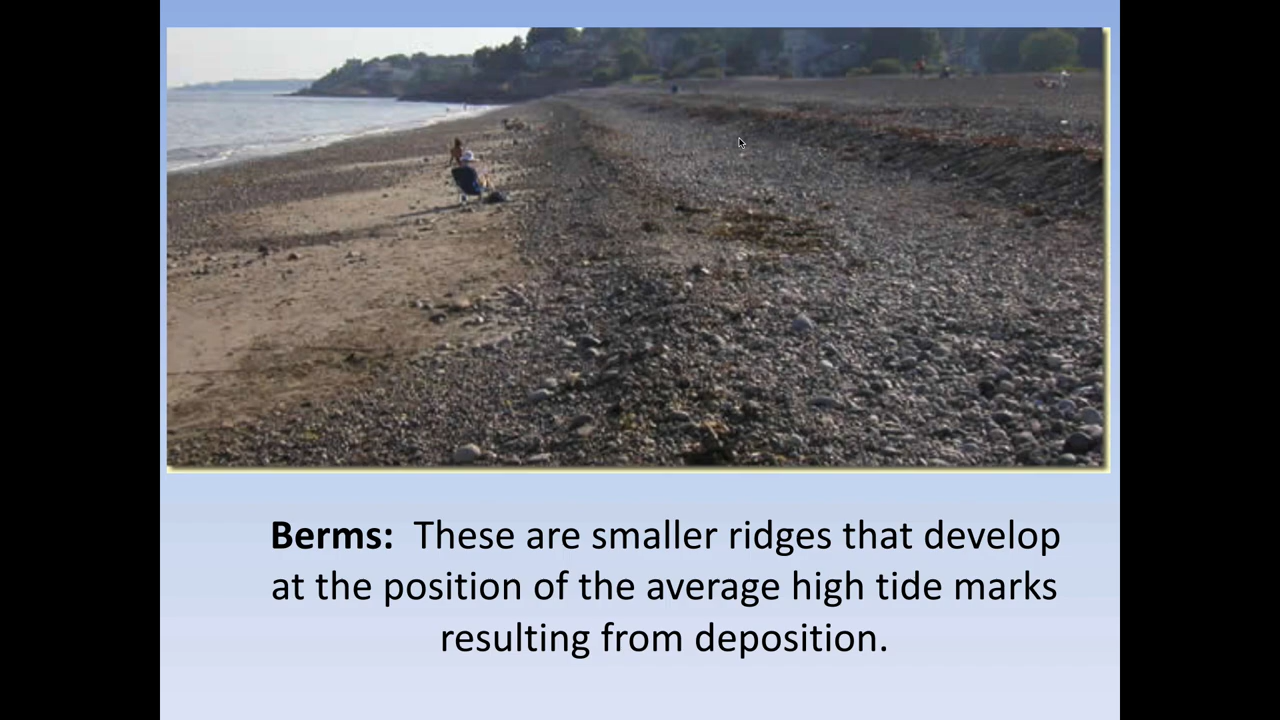 Berms:  These are smaller ridges that develop
at the position of the average high tide marks
resulting from deposition.